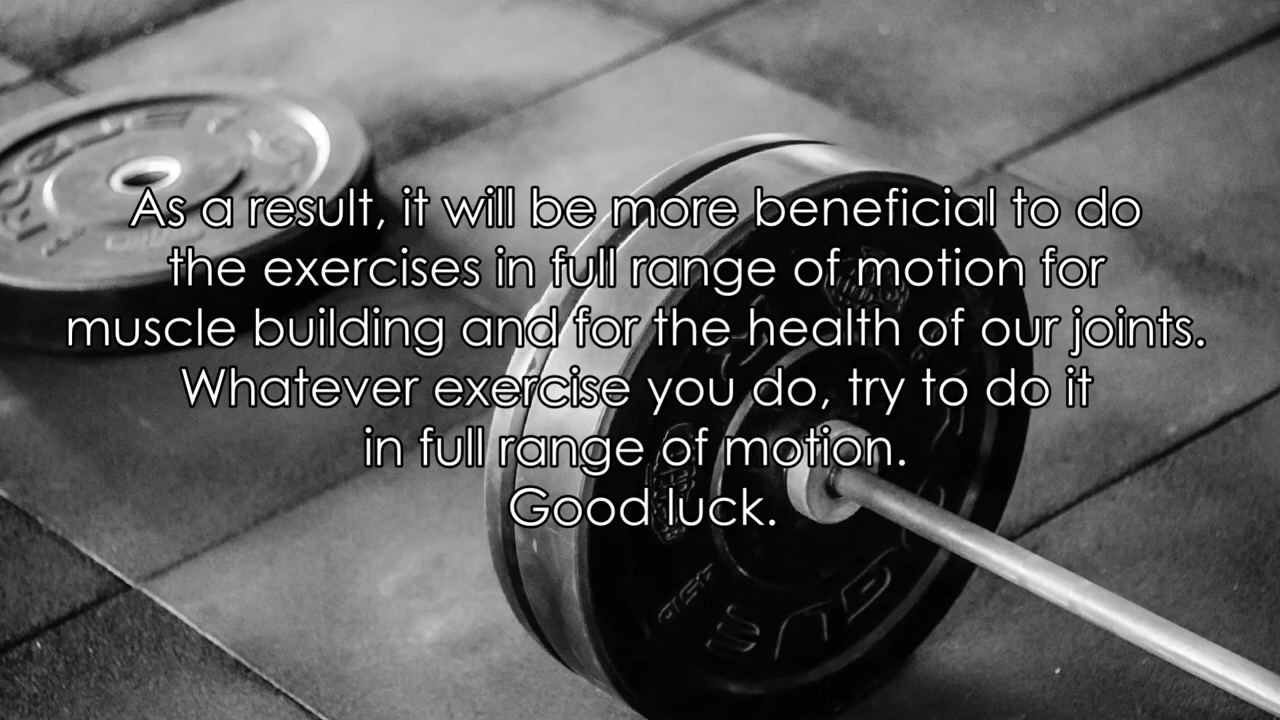 As a result, it will be more beneficial to do
the exercises in full range of motion for
muscle building and for the health of our joints.
Whatever exercise you do, try to do it
in full range of motion.
Good luck.
ROGUE